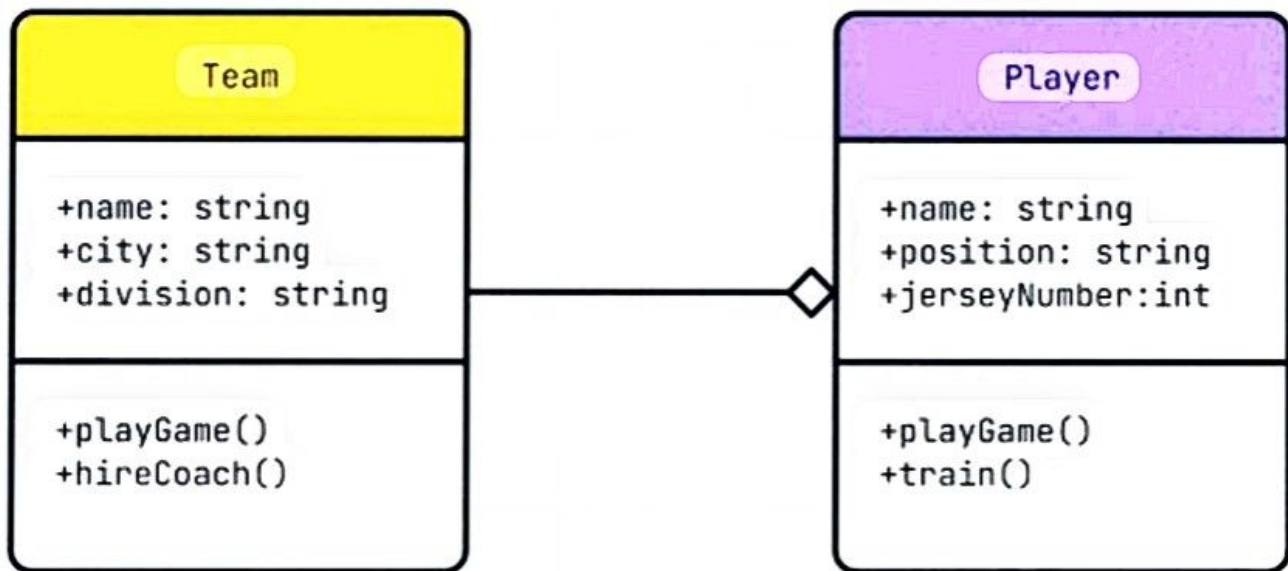 Team
+name: string
+city: string
+division: string
+playGame()
+hireCoach()
Player
+name: string
+position: string
+jerseyNumber:int
+playGame()
+train()